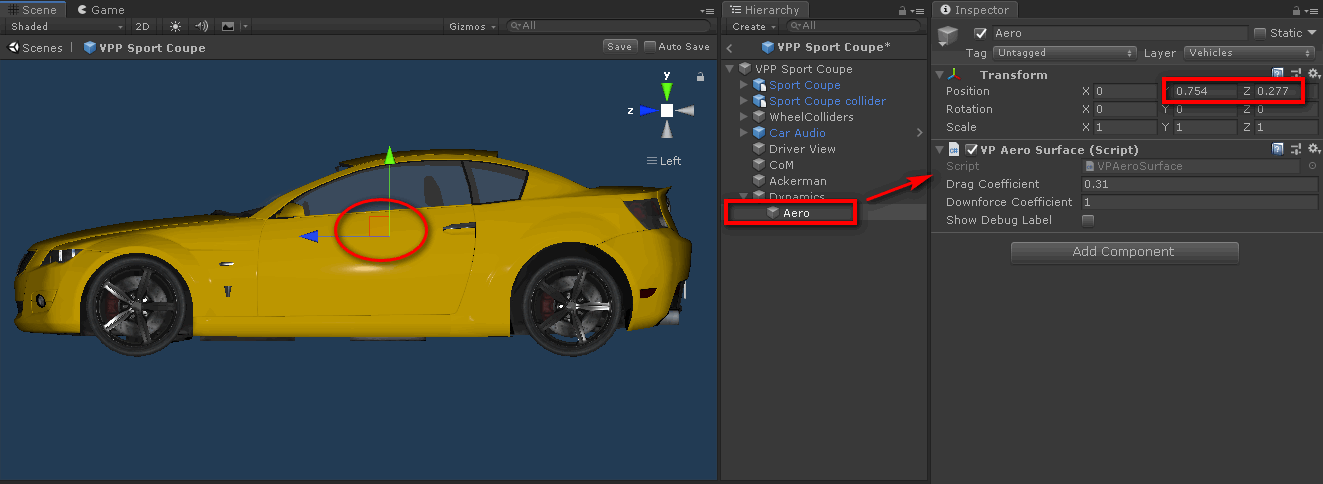 Scene
Game
Shaded
2D
Gizmos
All
Scenes
VPP Sport Coupe
Save
Auto Save
y
z
Left
Hierarchy
Create
All
VPP Sport Coupe*
VPP Sport Coupe
Sport Coupe
Sport Coupe collider
WheelColliders
Car Audio
Driver View
CoM
Ackerman
Dynamics
Aero
Inspector
Aero
Static
Tag Untagged Layer Vehicles
Transform
Position X 0 Y 0.754 Z 0.277
Rotation X 0 Y 0 Z 0
Scale X 1 Y 1 Z 1
VP Aero Surface (Script)
Script VPAeroSurface
Drag Coefficient 0.31
Downforce Coefficient 1
Show Debug Label
Add Component